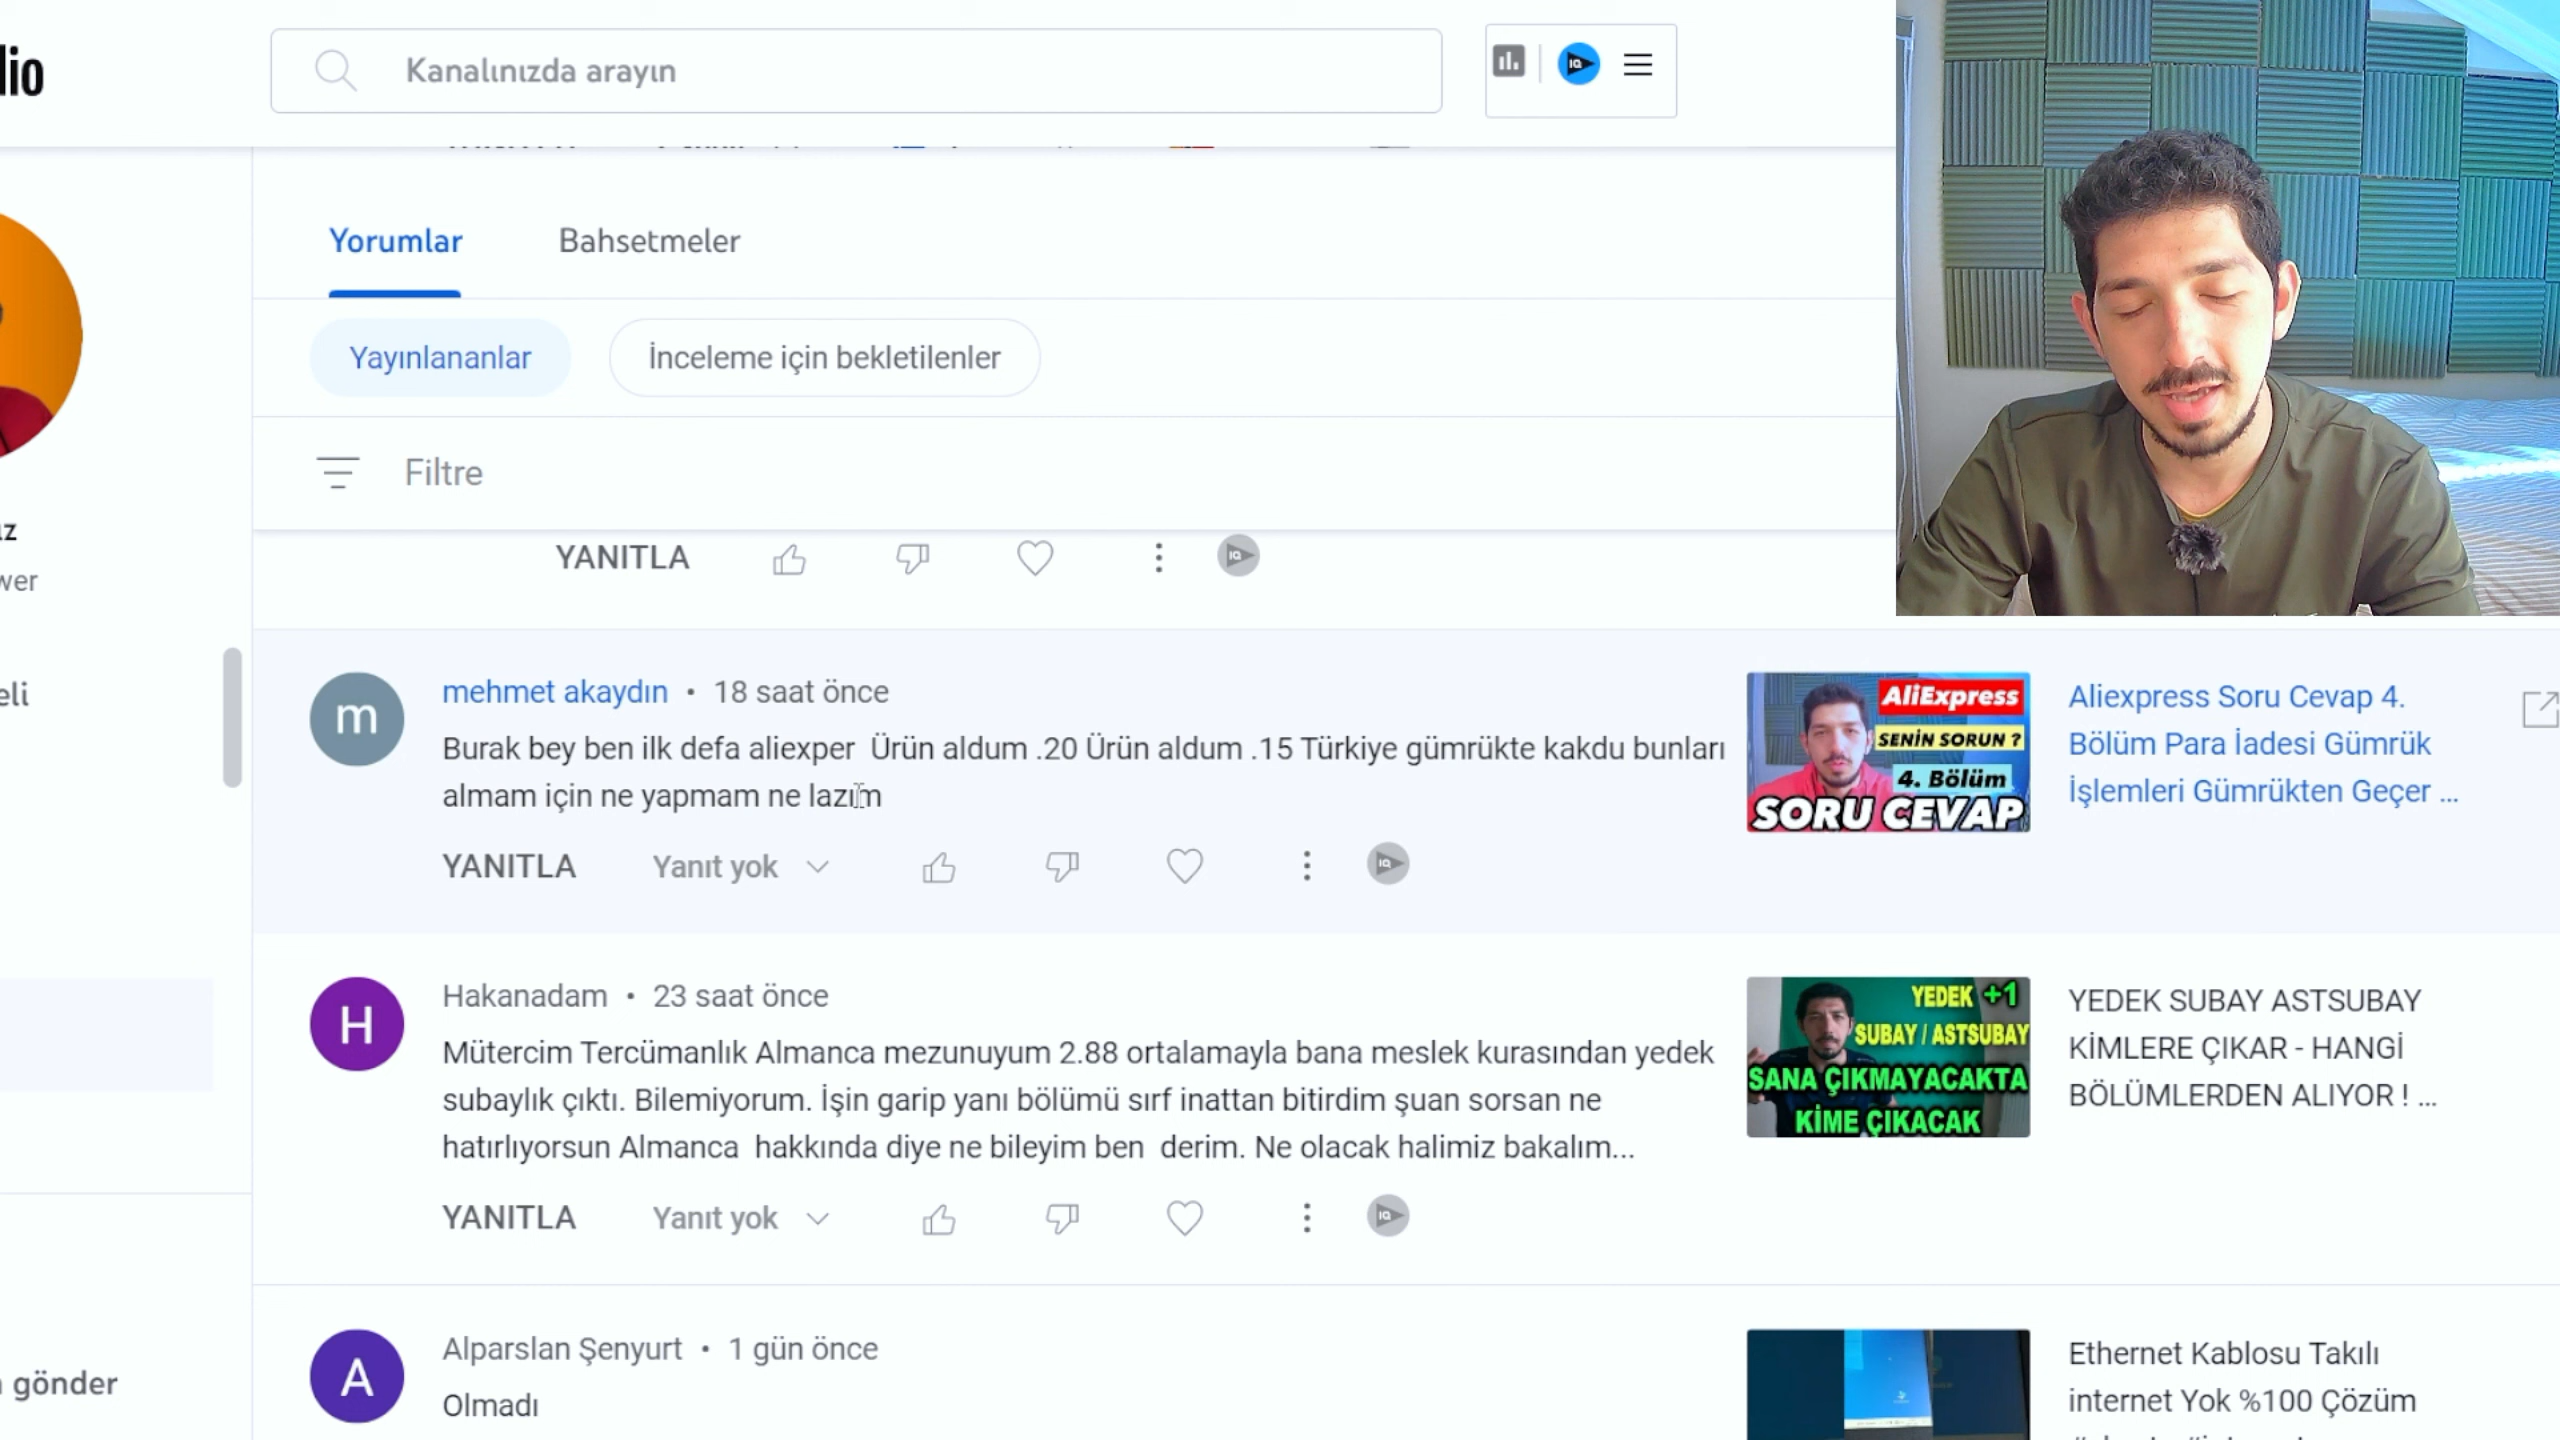 Kanalınızda arayın
Yorumlar
Bahsetmeler
Yayınlananlar
İnceleme için bekletilenler
Filtre
YANITLA
mehmet akaydın • 18 saat önce
Burak bey ben ilk defa aliexper  Ürün aldum .20 Ürün aldum .15 Türkiye gümrükte kakdu bunları
almam için ne yapmam ne lazım
YANITLA Yanıt yok
AliExpress
SENİN SORUN ?
4. Bölüm
SORU CEVAP
Aliexpress Soru Cevap 4.
Bölüm Para İadesi Gümrük
İşlemleri Gümrükten Geçer ...
Hakanadam • 23 saat önce
Mütercim Tercümanlık Almanca mezunuyum 2.88 ortalamayla bana meslek kurasından yedek
subaylık çıktı. Bilemiyorum. İşin garip yanı bölümü sırf inattan bitirdim şuan sorsan ne
hatırlıyorsun Almanca  hakkında diye ne bileyim ben  derim. Ne olacak halimiz bakalım...
YANITLA Yanıt yok
YEDEK +1
SUBAY / ASTSUBAY
SANA ÇIKMAYACAKTA
KİME ÇIKACAK
YEDEK SUBAY ASTSUBAY
KİMLERE ÇIKAR - HANGİ
BÖLÜMLERDEN ALIYOR ! ...
Alparslan Şenyurt • 1 gün önce
Olmadı
Ethernet Kablosu Takılı
internet Yok %100 Çözüm
gönder